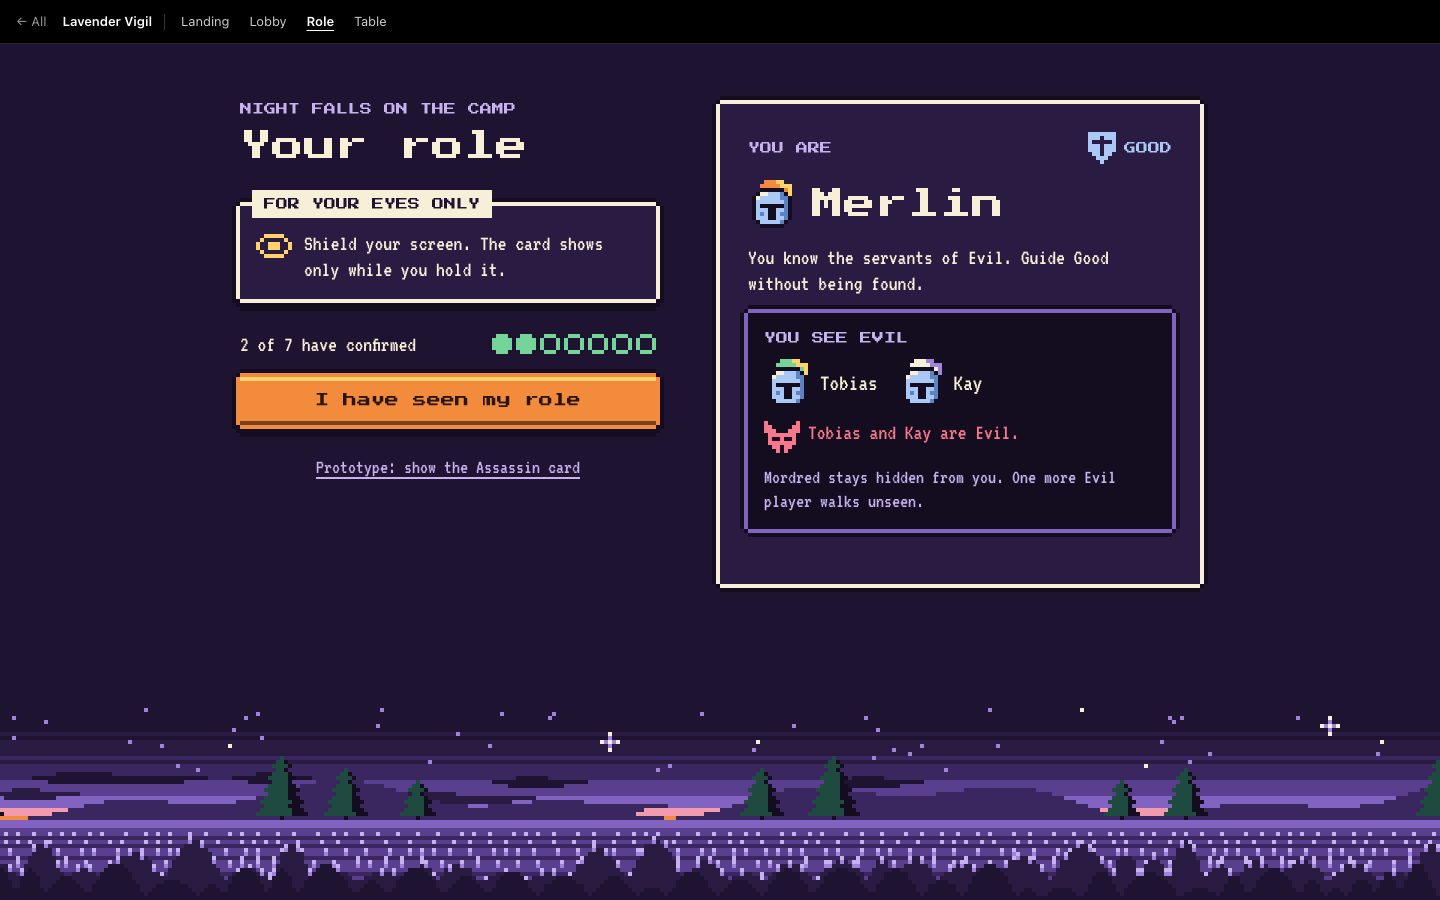 ← All Lavender Vigil Landing Lobby Role Table
NIGHT FALLS ON THE CAMP
Your role
FOR YOUR EYES ONLY
Shield your screen. The card shows
only while you hold it.
2 of 7 have confirmed
I have seen my role
Prototype: show the Assassin card
YOU ARE
GOOD
Merlin
You know the servants of Evil. Guide Good
without being found.
YOU SEE EVIL
Tobias
Kay
Tobias and Kay are Evil.
Mordred stays hidden from you. One more Evil
player walks unseen.